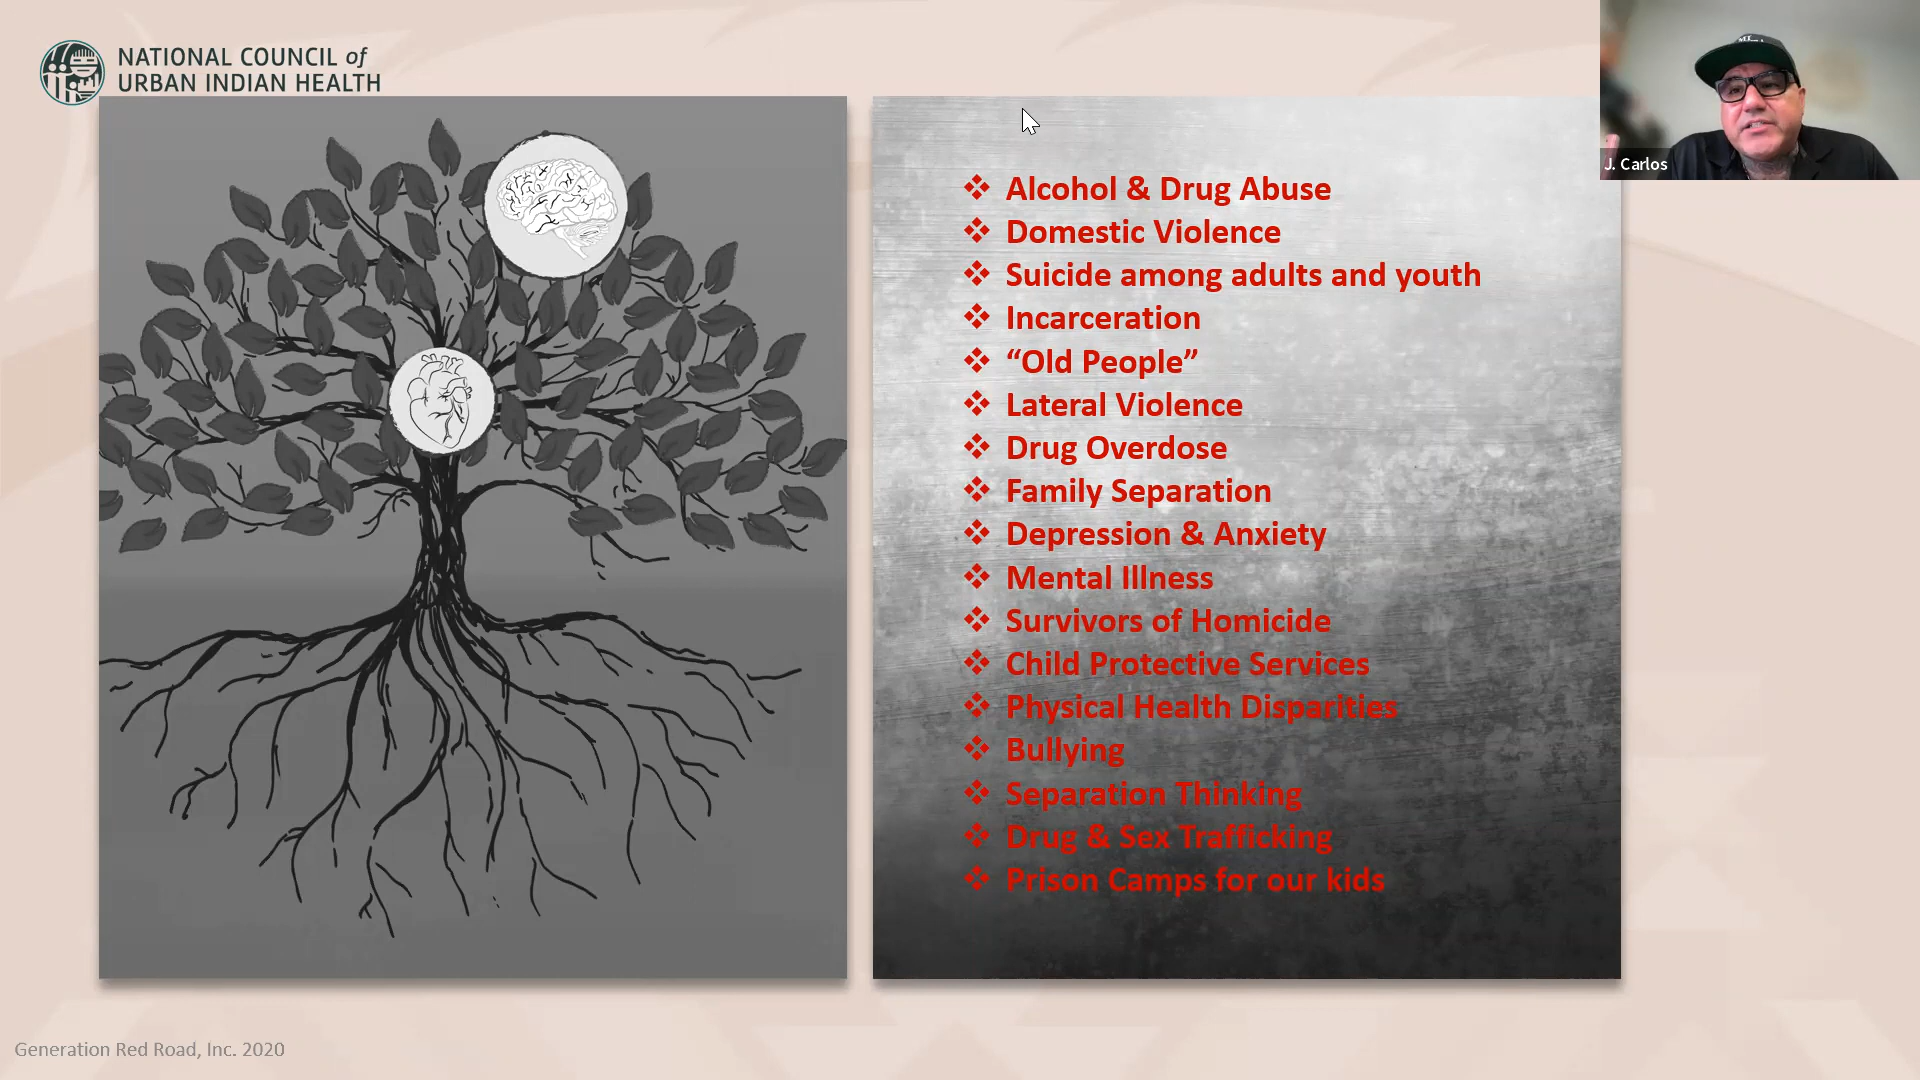 NATIONAL COUNCIL of
URBAN INDIAN HEALTH
J. Carlos
❖ Alcohol & Drug Abuse
❖ Domestic Violence
❖ Suicide among adults and youth
❖ Incarceration
❖ “Old People”
❖ Lateral Violence
❖ Drug Overdose
❖ Family Separation
❖ Depression & Anxiety
❖ Mental Illness
❖ Survivors of Homicide
❖ Child Protective Services
❖ Physical Health Disparities
❖ Bullying
❖ Separation Thinking
❖ Drug & Sex Trafficking
❖ Prison Camps for our kids
Generation Red Road, Inc. 2020